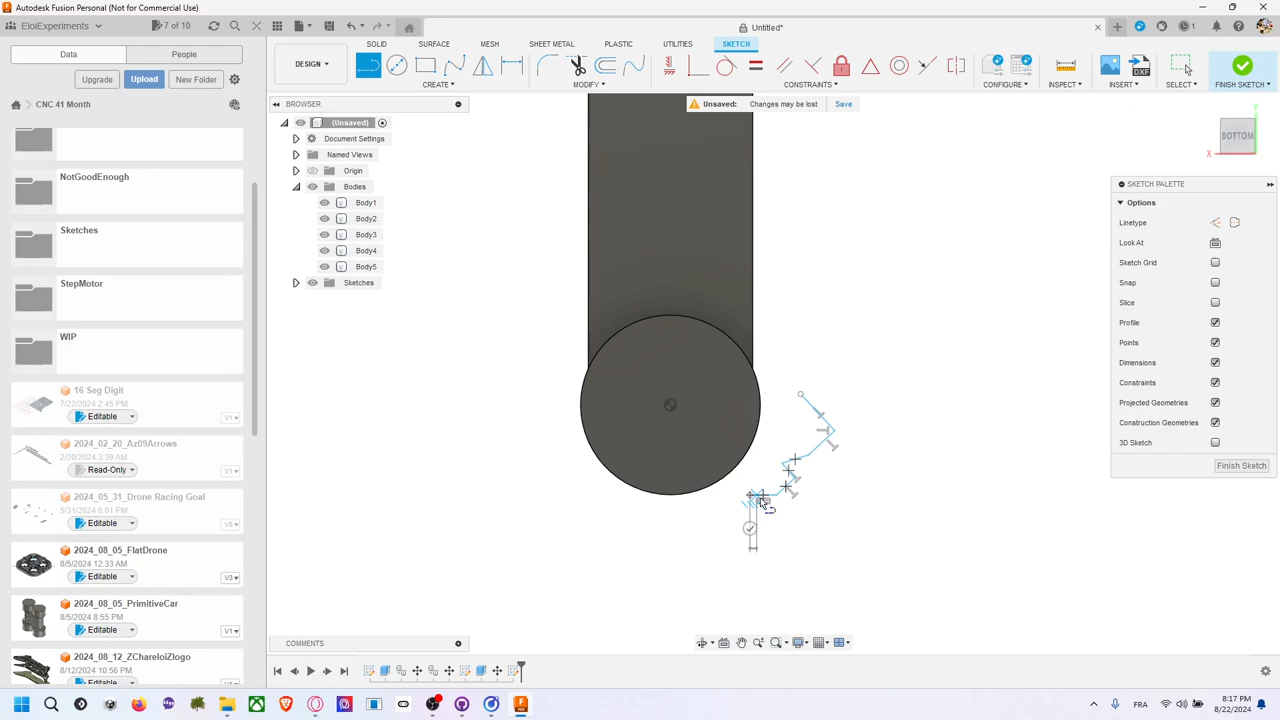 Autodesk Fusion Personal (Not for Commercial Use)
EloiExperiments
7 of 10
Untitled*
1
Data
People
Upgrade
Upload
New Folder
CNC 41 Month
NotGoodEnough
Sketches
StepMotor
WIP
16 Seg Digit
7/22/2024 2:45 PM
Editable
V1
2024_02_20_Az09Arrows
2/20/2024 3:39 AM
Read-Only
V1
2024_05_31_Drone Racing Goal
5/31/2024 6:01 PM
Editable
2024_08_05_FlatDrone
8/5/2024 12:33 AM
Editable
V3
2024_08_05_PrimitiveCar
8/5/2024 8:55 PM
Editable
V1
2024_08_12_ZChareloiZlogo
8/12/2024 10:56 PM
Editable
DESIGN
SOLID
SURFACE
MESH
SHEET METAL
PLASTIC
UTILITIES
SKETCH
CREATE
MODIFY
CONSTRAINTS
CONFIGURE
INSPECT
INSERT
SELECT
FINISH SKETCH
DXF
BROWSER
Unsaved: Changes may be lost Save
(Unsaved)
Document Settings
Named Views
Origin
Bodies
Body1
Body2
Body3
Body4
Body5
Sketches
BOTTOM
X
Y
SKETCH PALETTE
Options
Linetype
Look At
Sketch Grid
Snap
Slice
Profile
Points
Dimensions
Constraints
Projected Geometries
Construction Geometries
3D Sketch
Finish Sketch
COMMENTS
FRA
8:17 PM
8/22/2024